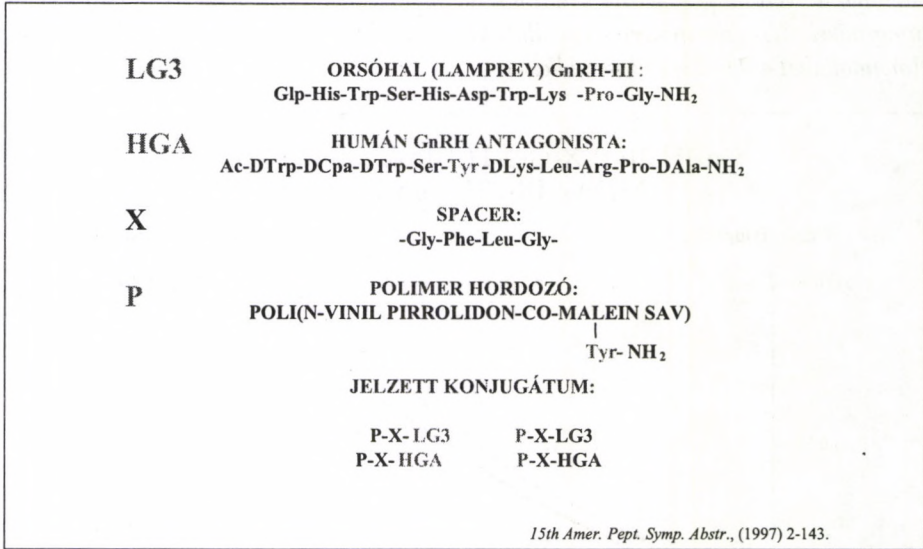 LG3 ORSÓHAL (LAMPREY) GnRH-III :
Glp-His-Trp-Ser-His-Asp-Trp-Lys -Pro-Gly-NH₂
HGA HUMÁN GnRH ANTAGONISTA:
Ac-DTrp-DCpa-DTrp-Ser-Tyr-DLys-Leu-Arg-Pro-DAla-NH₂
X SPACER:
-Gly-Phe-Leu-Gly-
P POLIMER HORDOZÓ:
POLI(N-VINIL PIRROLIDON-CO-MALEIN SAV)
|
Tyr- NH₂
JELZETT KONJUGÁTUM:
P-X-LG3 P-X-LG3
P-X-HGA P-X-HGA
15th Amer. Pept. Symp. Abstr., (1997) 2-143.